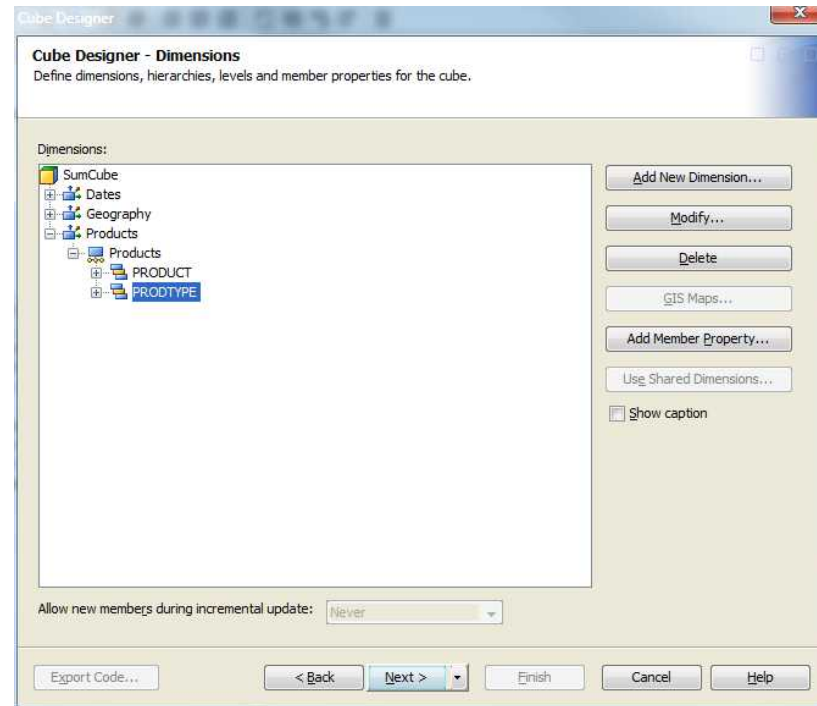 Cube Designer
Cube Designer - Dimensions
Define dimensions, hierarchies, levels and member properties for the cube.
Dimensions:
SumCube
Dates
Geography
Products
Products
PRODUCT
PRODTYPE
Add New Dimension...
Modify...
Delete
GIS Maps...
Add Member Property...
Use Shared Dimensions...
Show caption
Allow new members during incremental update: Never
Export Code... < Back Next > Finish Cancel Help